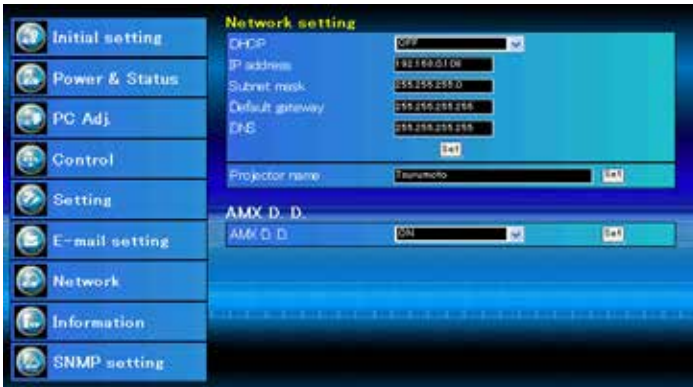 Initial setting
Power & Status
PC Adj.
Control
Setting
E-mail setting
Network
Information
SNMP setting
Network setting
DHCP OFF
IP address 192.168.0.106
Subnet mask 255.255.255.0
Default gateway 255.255.255.255
DNS 255.255.255.255
Set
Projector name Tsurumoto Set
AMX D. D.
AMX D. D. ON Set